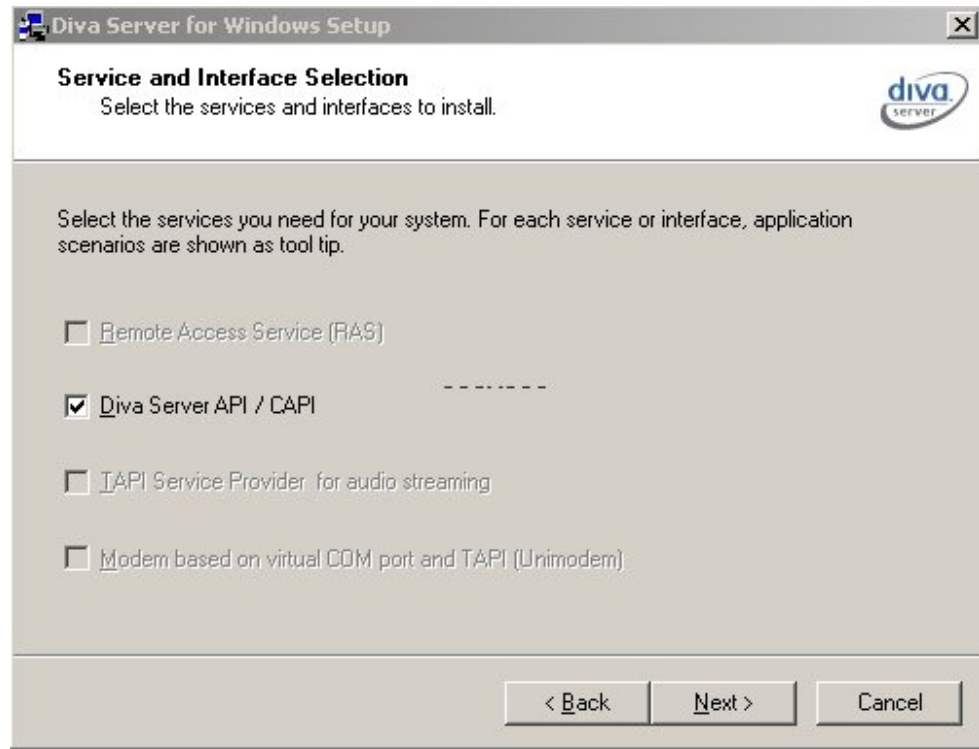 Diva Server for Windows Setup
Service and Interface Selection
Select the services and interfaces to install.
diva.
server
Select the services you need for your system. For each service or interface, application
scenarios are shown as tool tip.
Remote Access Service (RAS)
Diva Server API / CAPI
TAPI Service Provider for audio streaming
Modem based on virtual COM port and TAPI (Unimodem)
< Back
Next >
Cancel